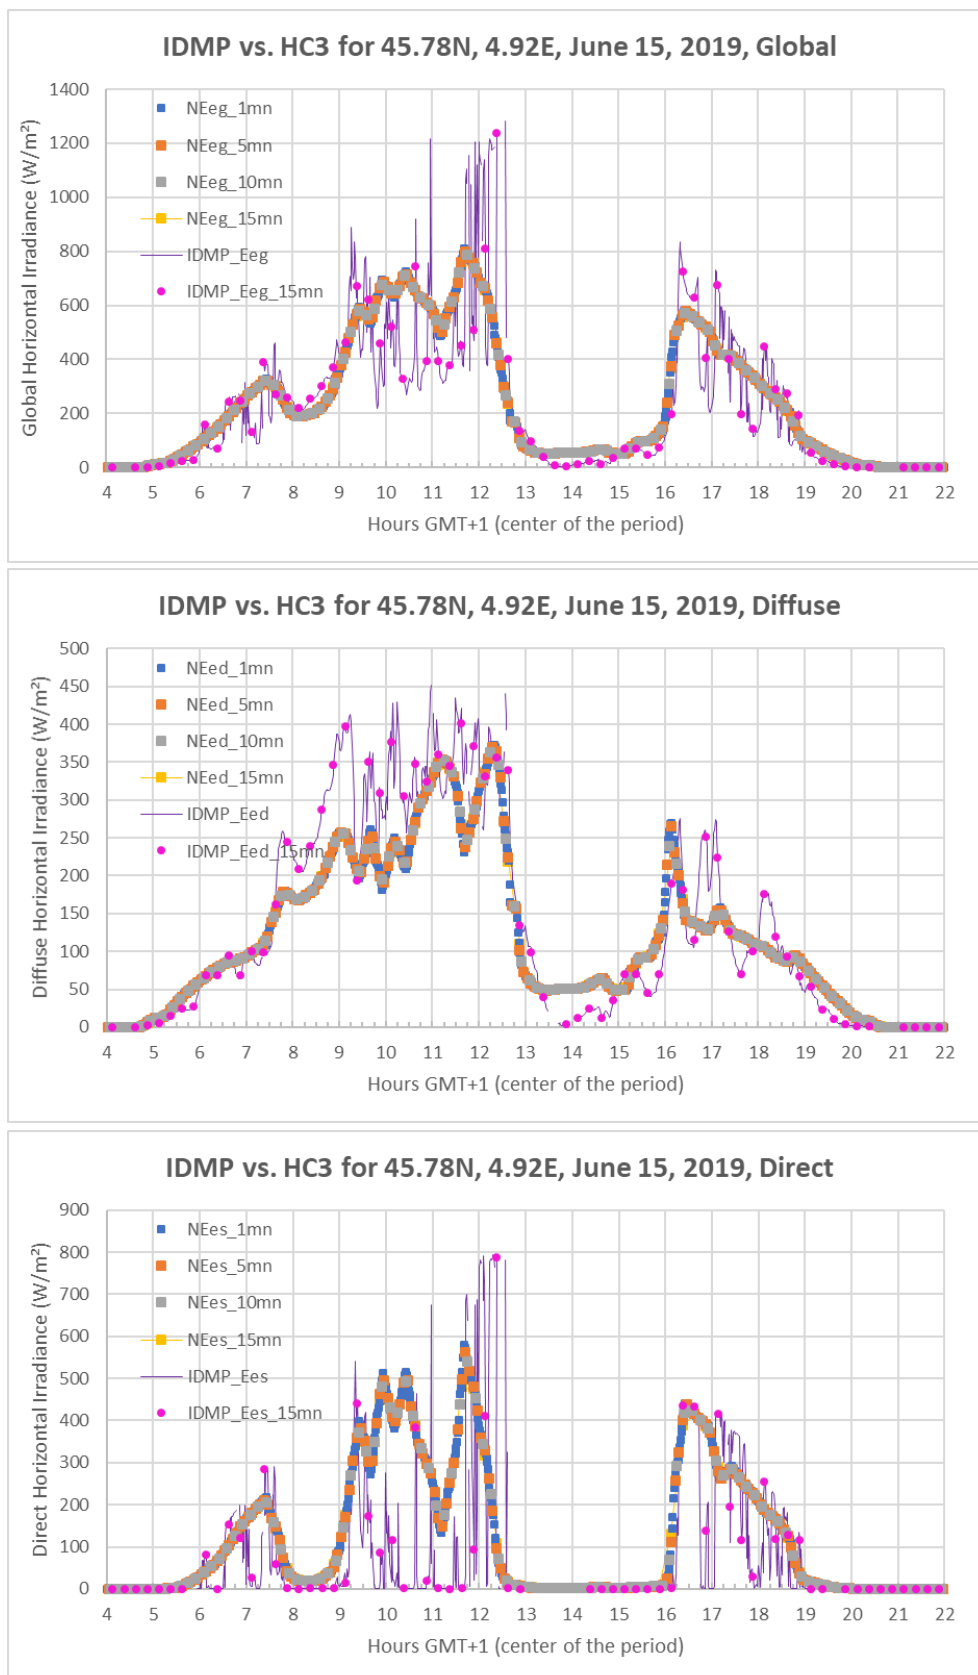 IDMP vs. HC3 for 45.78N, 4.92E, June 15, 2019, Global
Global Horizontal Irradiance (W/m²)
1400
1200
1000
800
600
400
200
0
NEeg_1mn
NEeg_5mn
NEeg_10mn
NEeg_15mn
IDMP_Eeg
IDMP_Eeg_15mn
4 5 6 7 8 9 10 11 12 13 14 15 16 17 18 19 20 21 22
Hours GMT+1 (center of the period)
IDMP vs. HC3 for 45.78N, 4.92E, June 15, 2019, Diffuse
Diffuse Horizontal Irradiance (W/m²)
500
450
400
350
300
250
200
150
100
50
0
NEed_1mn
NEed_5mn
NEed_10mn
NEed_15mn
IDMP_Eed
IDMP_Eed_15mn
4 5 6 7 8 9 10 11 12 13 14 15 16 17 18 19 20 21 22
Hours GMT+1 (center of the period)
IDMP vs. HC3 for 45.78N, 4.92E, June 15, 2019, Direct
Direct Horizontal Irradiance (W/m²)
900
800
700
600
500
400
300
200
100
0
NEes_1mn
NEes_5mn
NEes_10mn
NEes_15mn
IDMP_Ees
IDMP_Ees_15mn
4 5 6 7 8 9 10 11 12 13 14 15 16 17 18 19 20 21 22
Hours GMT+1 (center of the period)